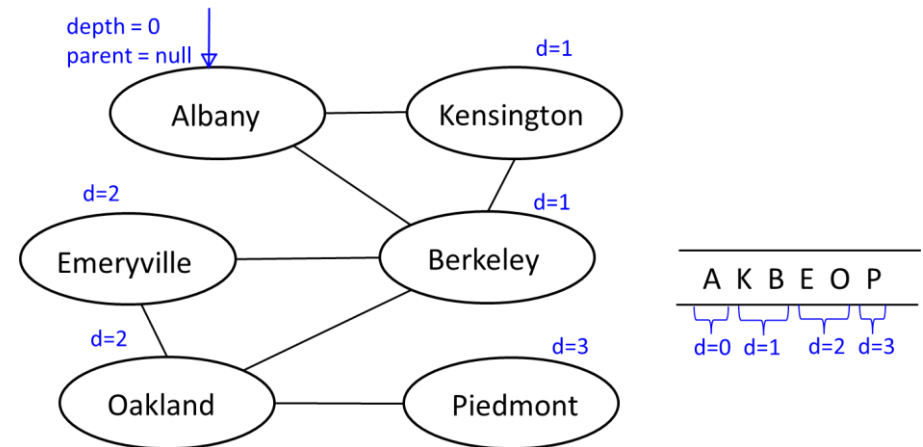 depth = 0
parent = null
d=1
Albany
Kensington
d=2
d=1
Emeryville
Berkeley
A K B E O P
d=2
d=3
d=0 d=1 d=2 d=3
Oakland
Piedmont